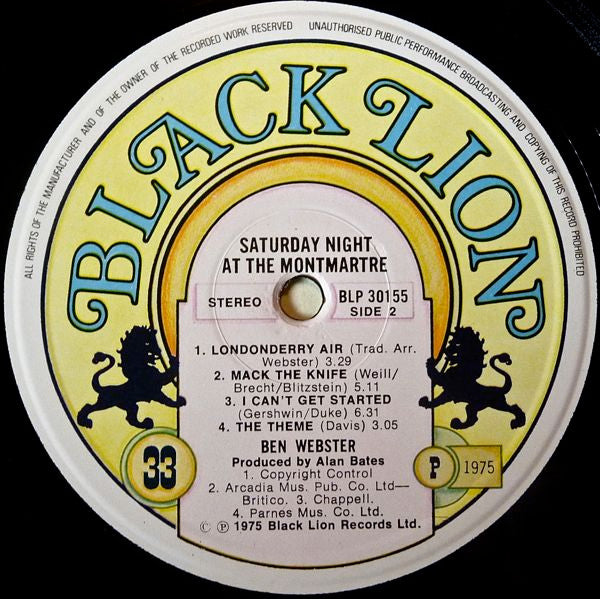 ALL RIGHTS OF THE MANUFACTURER AND OF THE OWNER OF THE RECORDED WORK RESERVED UNAUTHORISED PUBLIC PERFORMANCE BROADCASTING AND COPYING OF THIS RECORD PROHIBITED
BLACK LION
SATURDAY NIGHT
AT THE MONTMARTRE
STEREO
BLP 30155
SIDE 2
1. LONDONDERRY AIR (Trad. Arr.
Webster) 3.29
2. MACK THE KNIFE (Weill/
Brecht/Blitzstein) 5.11
3. I CAN'T GET STARTED
(Gershwin/Duke) 6.31
4. THE THEME (Davis) 3.05
BEN WEBSTER
Produced by Alan Bates
1. Copyright Control
2. Arcadia Mus. Pub. Co. Ltd—
Britico. 3. Chappell.
4. Parnes Mus. Co. Ltd.
© ℗ 1975 Black Lion Records Ltd.
33
P 1975